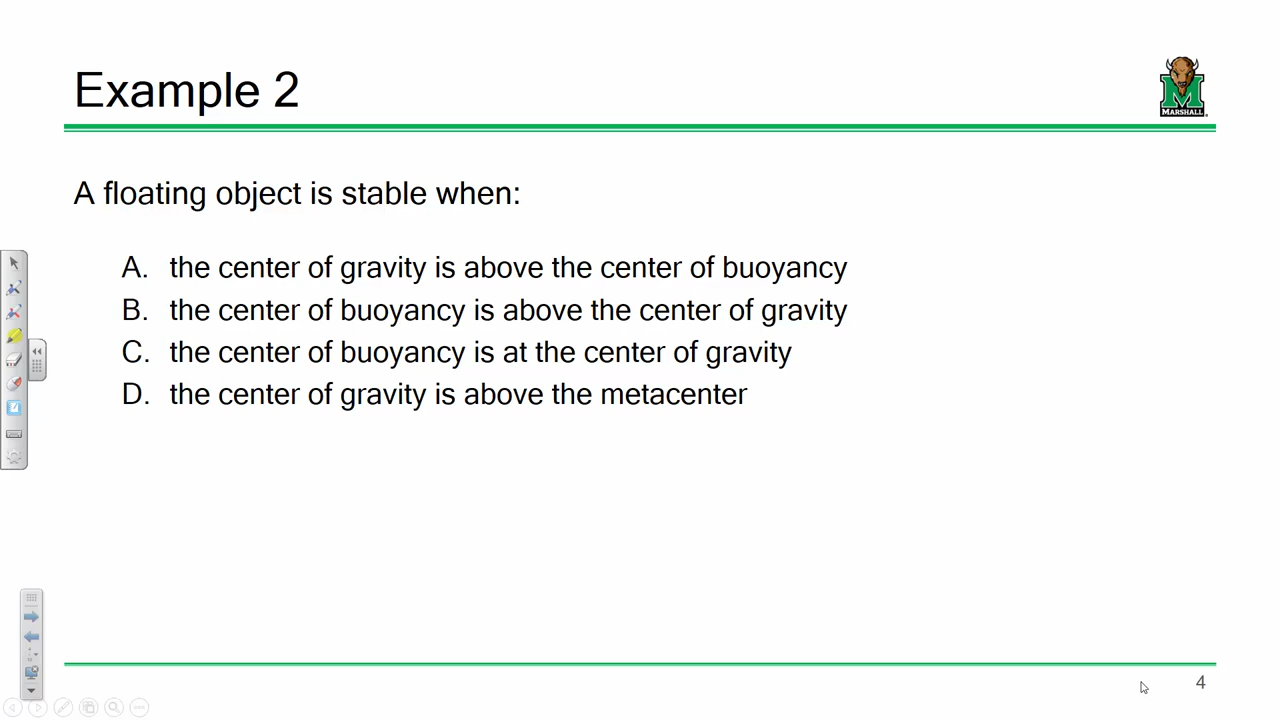 Example 2
MARSHALL
A floating object is stable when:
A. the center of gravity is above the center of buoyancy
B. the center of buoyancy is above the center of gravity
C. the center of buoyancy is at the center of gravity
D. the center of gravity is above the metacenter
4